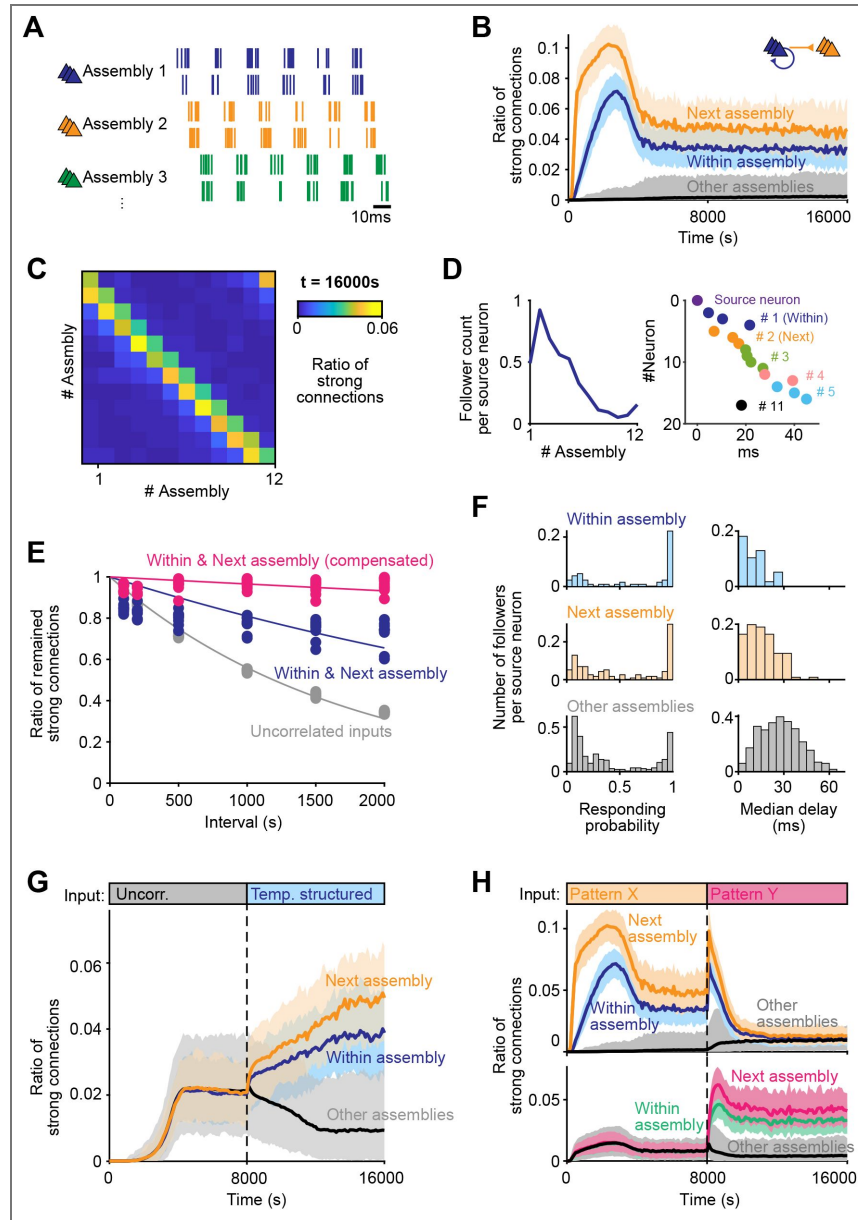 A
Assembly 1
Assembly 2
Assembly 3
⋮
10ms
B
Ratio of
strong connections
0.1
0.08
0.06
0.04
0.02
0
Next assembly
Within assembly
Other assemblies
0
8000
16000
Time (s)
C
# Assmbly
1
12
# Assembly
t = 16000s
0
0.06
Ratio of
strong
connections
D
Follower count
per source neuron
1
0.5
0
1
12
# Assembly
#Neuron
0
10
20
Source neuron
# 1 (Within)
# 2 (Next)
# 3
# 4
# 5
# 11
0
20
40
ms
E
Ratio of remained
strong connections
1
0.8
0.6
0.4
0.2
0
Within & Next assembly (compensated)
Within & Next assembly
Uncorrelated inputs
0
500
1000
1500
2000
Interval (s)
F
Number of followers
per source neuron
Within assembly
0.2
0
0.2
0
Next assembly
0.2
0
0.2
0
Other assemblies
0.5
0
0.4
0
0
0.5
1
Responding
probability
0
30
60
Median delay
(ms)
G
Input:
Uncorr.
Temp. structured
Ratio of
strong connections
0.06
0.04
0.02
0
Next assembly
Within assembly
Other assemblies
0
8000
16000
Time (s)
H
Input:
Pattern X
Pattern Y
Ratio of
strong connections
0.1
0.05
0
Next
assembly
Within
assembly
Other
assemblies
0.05
0
Next assembly
Within
assembly
Other assemblies
0
8000
16000
Time (s)